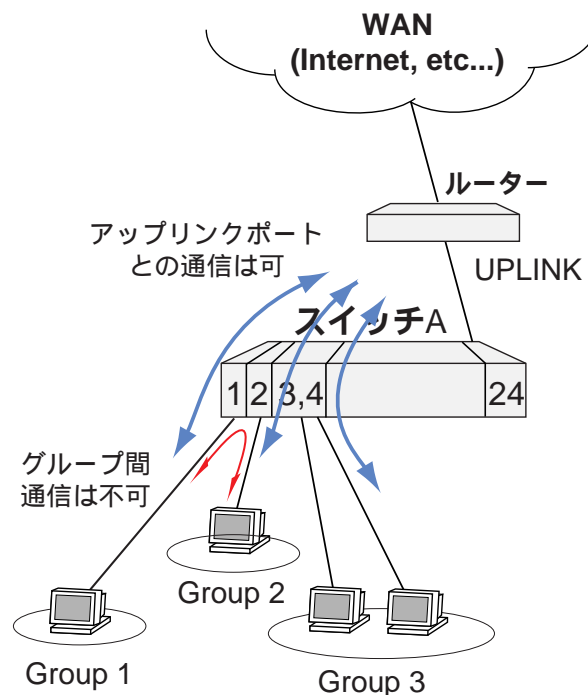 WAN
(Internet, etc...)
ルーター
アップリンクポート
との通信は可
UPLINK
スイッチA
1
2
3,4
24
グループ間
通信は不可
Group 2
Group 1
Group 3